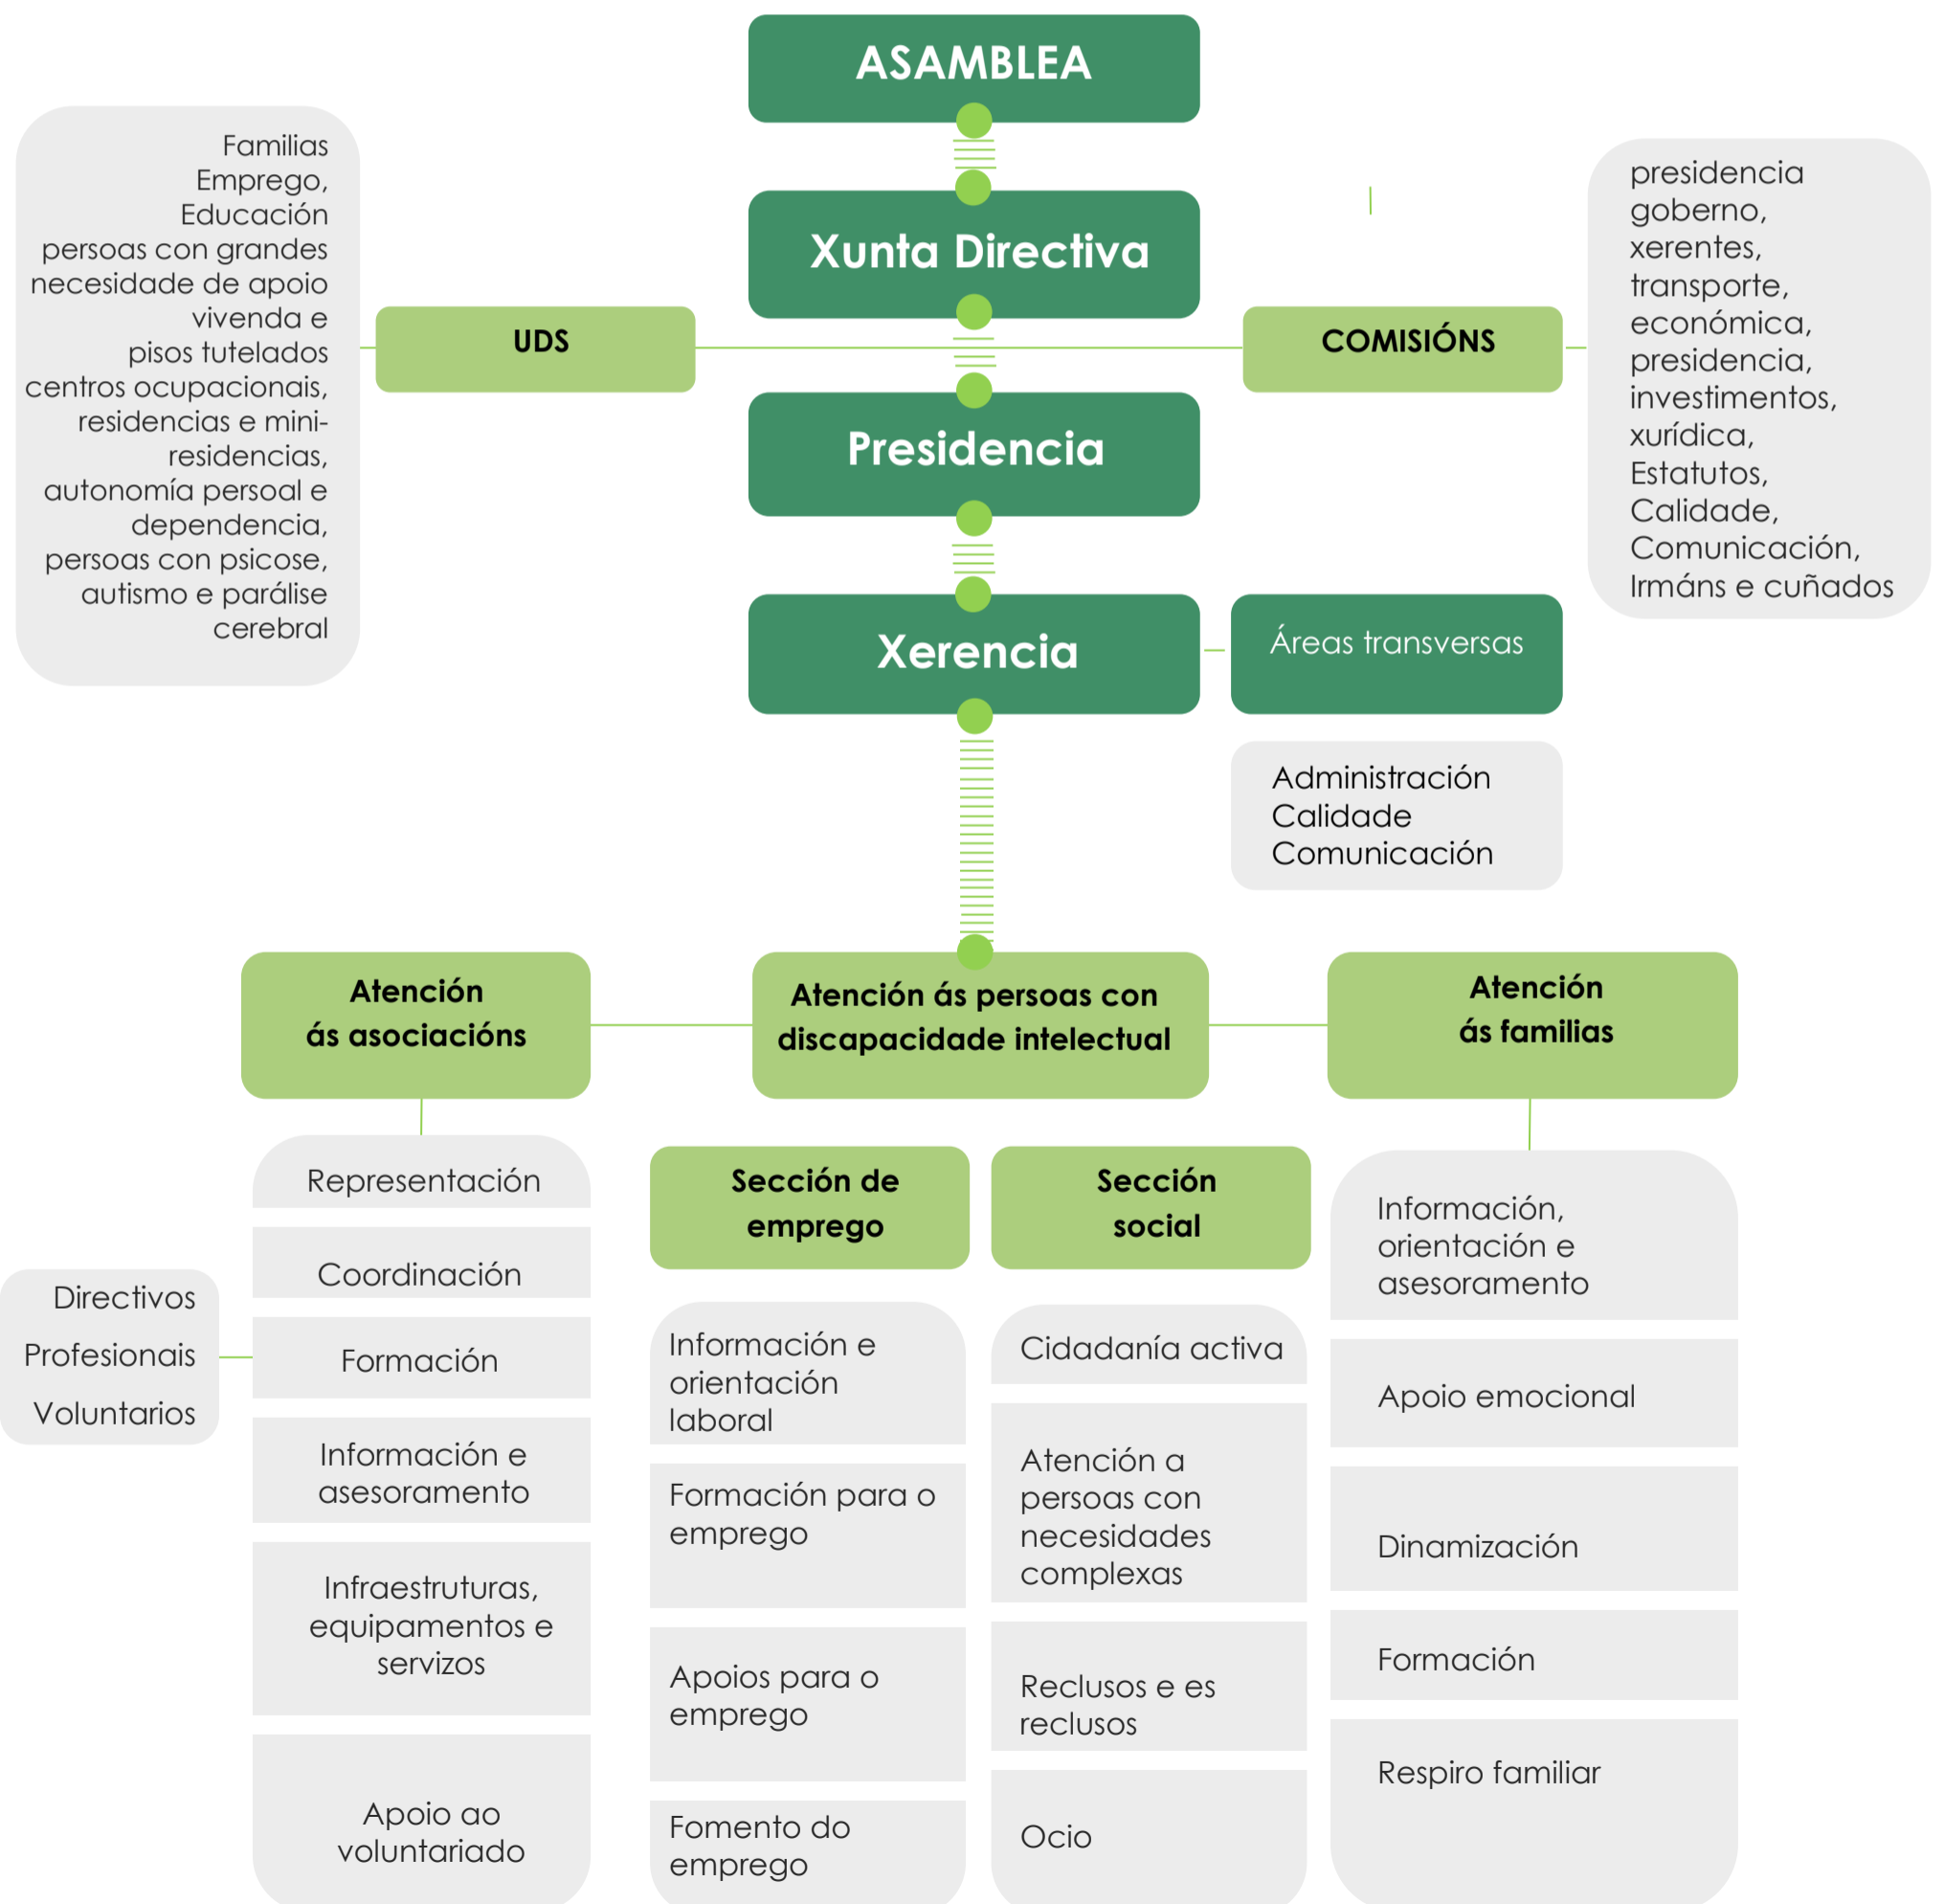 ASAMBLEA
Xunta Directiva
Familias
Emprego,
Educación
persoas con grandes
necesidade de apoio
vivenda e
pisos tutelados
centros ocupacionais,
residencias e mini-
residencias,
autonomía persoal e
dependencia,
persoas con psicose,
autismo e parálise
cerebral
UDS
COMISIÓNS
presidencia
goberno,
xerentes,
transporte,
económica,
presidencia,
investimentos,
xurídica,
Estatutos,
Calidade,
Comunicación,
Irmáns e cuñados
Presidencia
Xerencia
Áreas transversas
Administración
Calidade
Comunicación
Atención
ás asociacións
Atención ás persoas con
discapacidade intelectual
Atención
ás familias
Directivos
Profesionais
Voluntarios
Representación
Coordinación
Formación
Información e
asesoramento
Infraestruturas,
equipamentos e
servizos
Apoio ao
voluntariado
Sección de
emprego
Información e
orientación
laboral
Formación para o
emprego
Apoios para o
emprego
Fomento do
emprego
Sección
social
Cidadanía activa
Atención a
persoas con
necesidades
complexas
Reclusos e es
reclusos
Ocio
Información,
orientación e
asesoramento
Apoio emocional
Dinamización
Formación
Respiro familiar